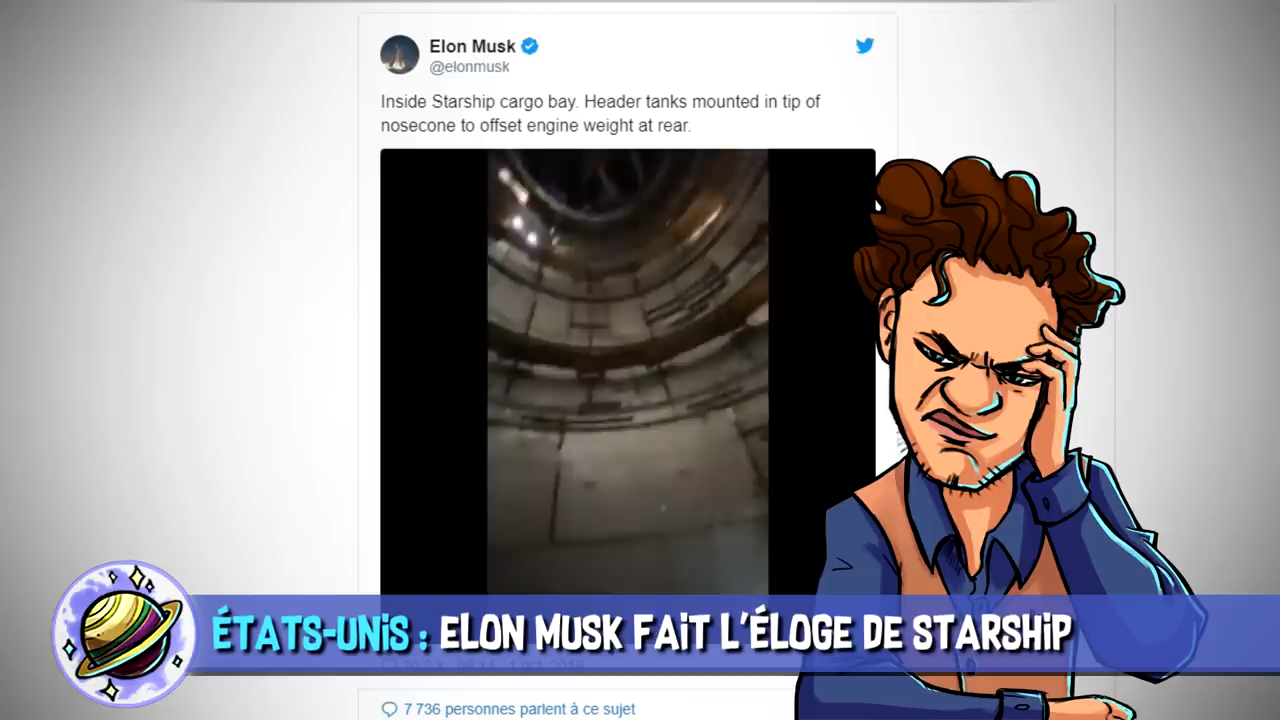 Elon Musk
@elonmusk
Inside Starship cargo bay. Header tanks mounted in tip of
nosecone to offset engine weight at rear.
ÉTATS-UNiS : ELON MUSK FAiT L'ÉLOGE DE STARSHiP
7 736 personnes parlent à ce sujet